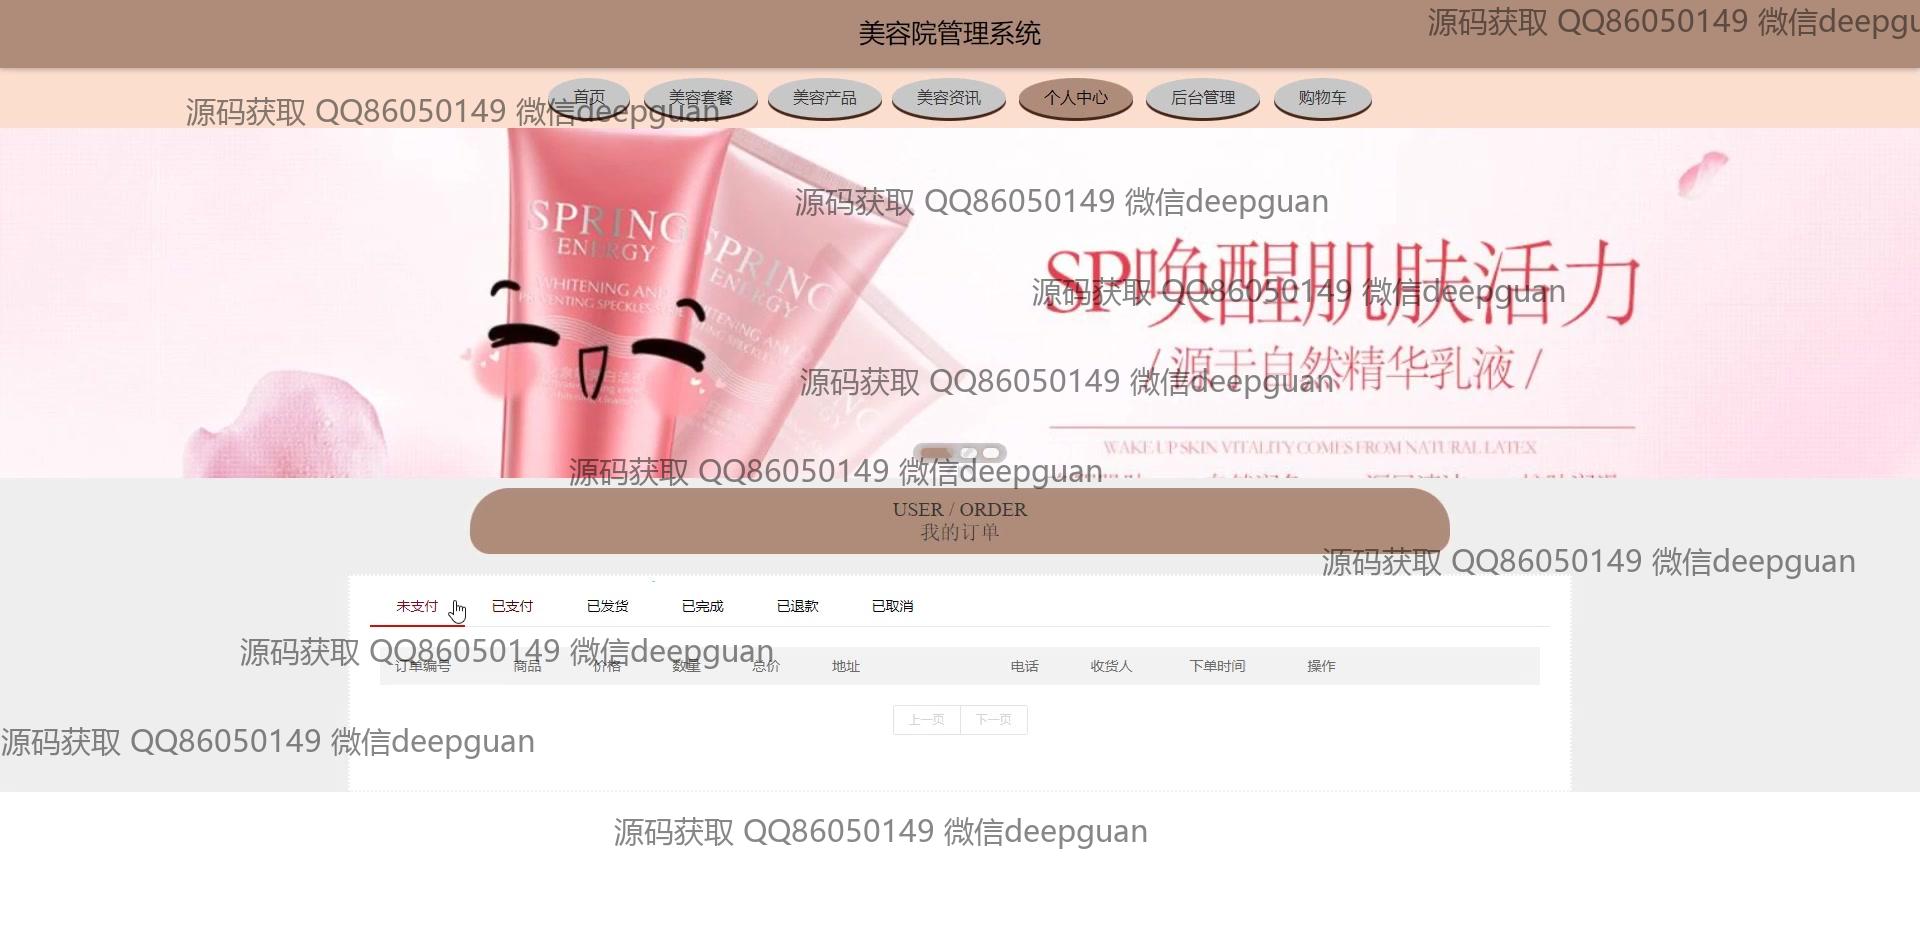 美容院管理系统
源码获取 QQ86050149 微信deepgu
首页 美容套餐 美容产品 美容资讯 个人中心 后台管理 购物车
源码获取 QQ86050149 微信deepguan
源码获取 QQ86050149 微信deepguan
SPRING
ENERGY
WHITENING AND
PREVENTING SPECKLES
SPRING
ENERGY
SP唤醒肌肤活力
源码获取 QQ86050149 微信deepguan
/ 源于自然精华乳液 /
源码获取 QQ86050149 微信deepguan
WAKE UP SKIN VITALITY COMES FROM NATURAL LATEX
源码获取 QQ86050149 微信deepguan
USER / ORDER
我的订单
源码获取 QQ86050149 微信deepguan
未支付 已支付 已发货 已完成 已退款 已取消
源码获取 QQ86050149 微信deepguan
订单编号 商品 价格 数量 总价 地址 电话 收货人 下单时间 操作
上一页 下一页
源码获取 QQ86050149 微信deepguan
源码获取 QQ86050149 微信deepguan